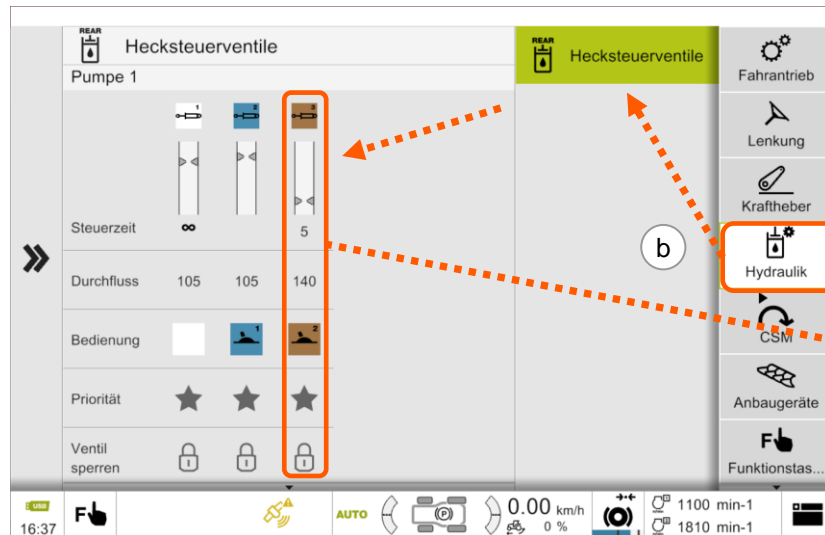 REAR
Hecksteuerventile
Pumpe 1
1 2 3
Steuerzeit ∞ 5
Durchfluss 105 105 140
Bedienung 1 2
Priorität
Ventil
sperren
REAR
Hecksteuerventile
b
Fahrantrieb
Lenkung
Kraftheber
Hydraulik
CSM
Anbaugeräte
F
Funktionstas...
USB
16:37
F
AUTO
(P)
0.00 km/h
0 %
1100 min-1
1810 min-1